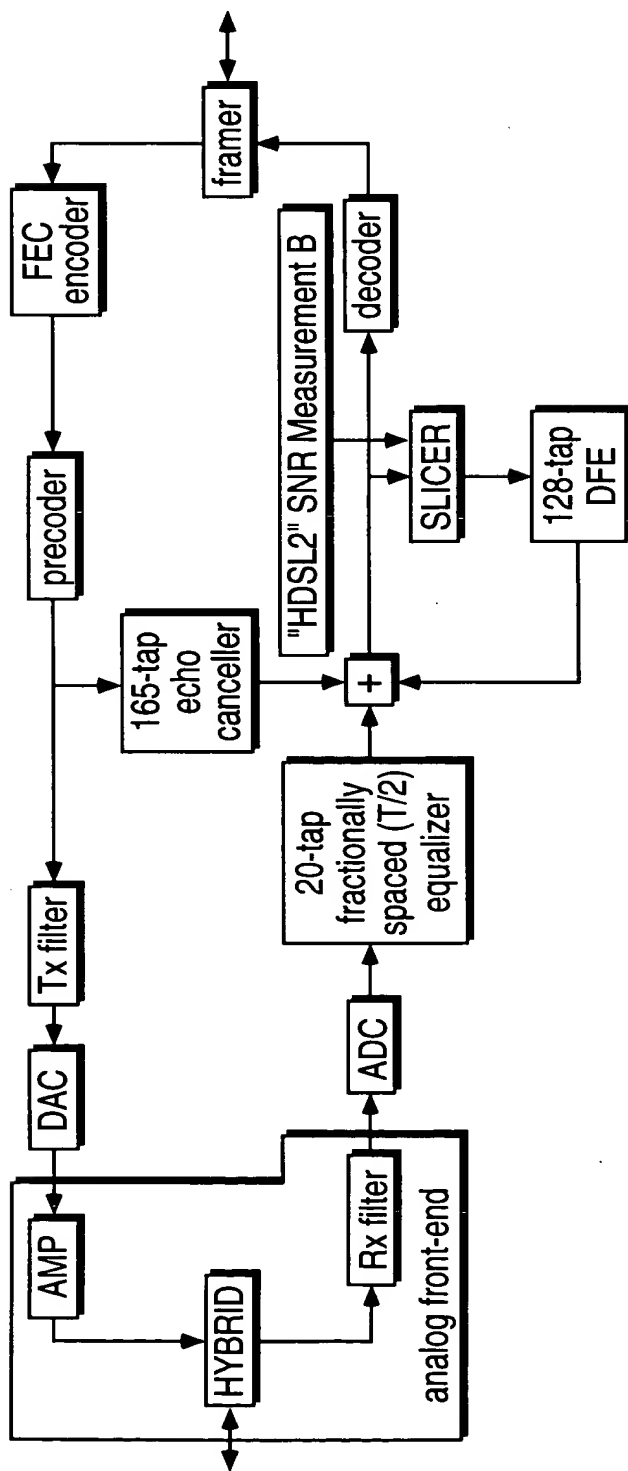 framer
FEC
encoder
precoder
Tx filter
DAC
AMP
HYBRID
Rx filter
analog front-end
ADC
20-tap
fractionally
spaced (T/2)
equalizer
165-tap
echo
canceller
+
"HDSL2" SNR Measurement B
decoder
SLICER
128-tap
DFE